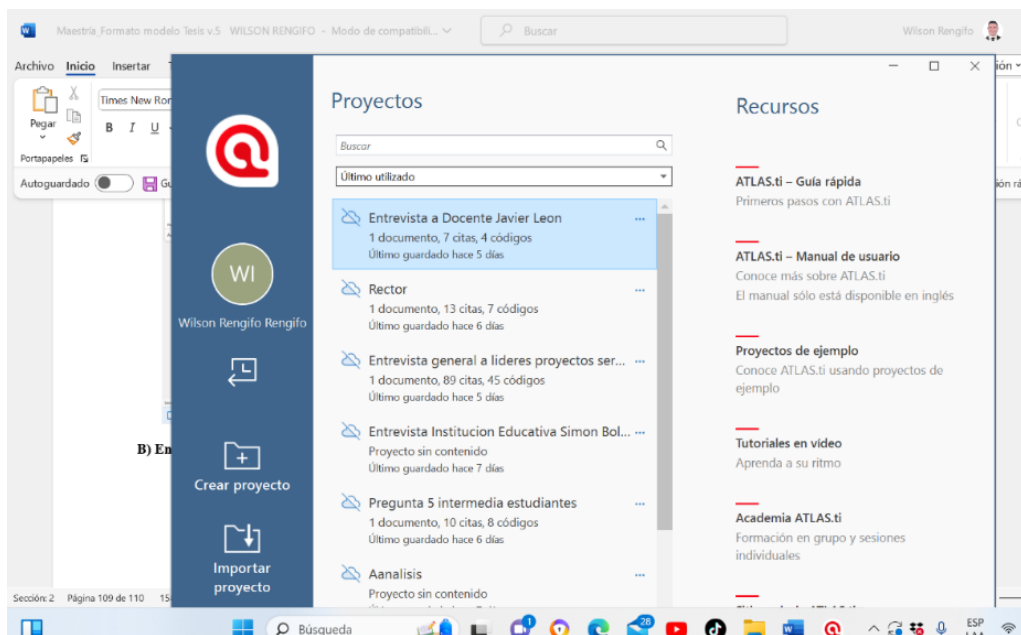 Maestría_Formato modelo Tesis v.5 WILSON RENGIFO - Modo de compatibili...
Buscar
Wilson Rengifo
Archivo Inicio Insertar
ión
Pegar
Times New Ror
B I U
Portapapeles
Autoguardado
Gu
ión rá
B) En
Sección: 2 Página 109 de 110 15
WI
Wilson Rengifo Rengifo
Crear proyecto
Importar
proyecto
Proyectos
Buscar
Último utilizado
Entrevista a Docente Javier Leon
1 documento, 7 citas, 4 códigos
Último guardado hace 5 días
Rector
1 documento, 13 citas, 7 códigos
Último guardado hace 6 días
Entrevista general a lideres proyectos ser...
1 documento, 89 citas, 45 códigos
Último guardado hace 5 días
Entrevista Institucion Educativa Simon Bol...
Proyecto sin contenido
Último guardado hace 7 días
Pregunta 5 intermedia estudiantes
1 documento, 10 citas, 8 códigos
Último guardado hace 6 días
Aanalisis
Proyecto sin contenido
Recursos
ATLAS.ti – Guía rápida
Primeros pasos con ATLAS.ti
ATLAS.ti – Manual de usuario
Conoce más sobre ATLAS.ti
El manual sólo está disponible en inglés
Proyectos de ejemplo
Conoce ATLAS.ti usando proyectos de
ejemplo
Tutoriales en vídeo
Aprenda a su ritmo
Academia ATLAS.ti
Formación en grupo y sesiones
individuales
Búsqueda
28
ESP